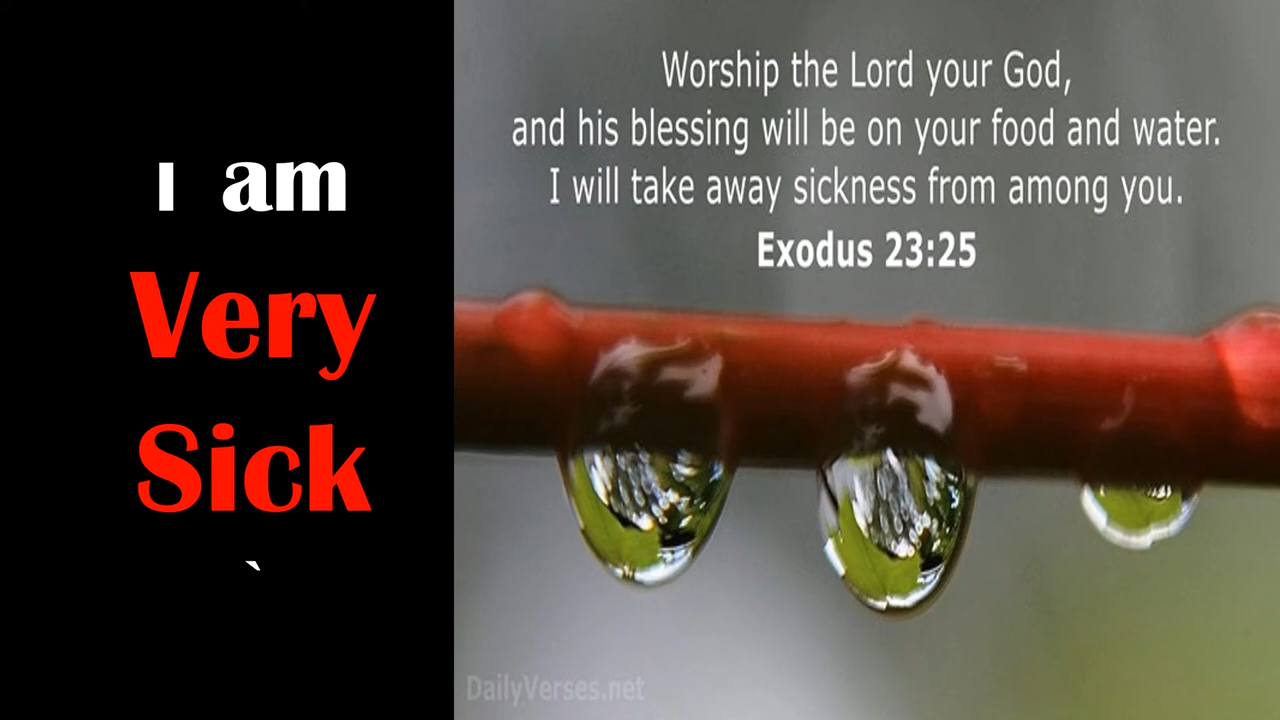 I am
Very
Sick
`
Worship the Lord your God,
and his blessing will be on your food and water.
I will take away sickness from among you.
Exodus 23:25
DailyVerses.net